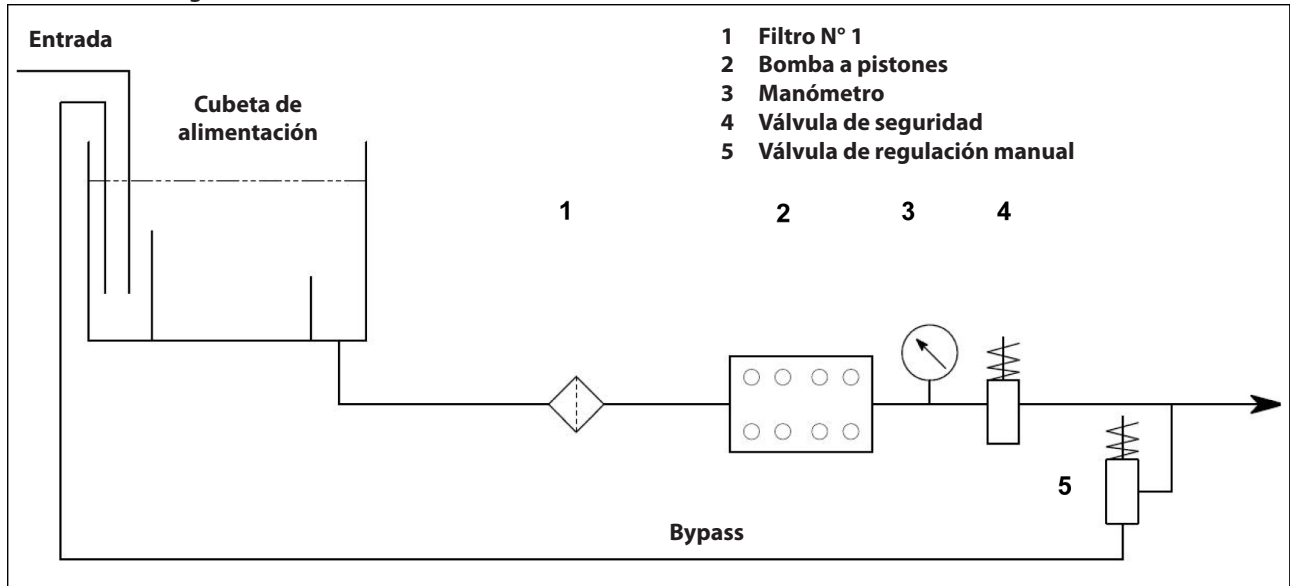 Entrada
Cubeta de
alimentación
1 Filtro N° 1
2 Bomba a pistones
3 Manómetro
4 Válvula de seguridad
5 Válvula de regulación manual
1 2 3 4
5
Bypass